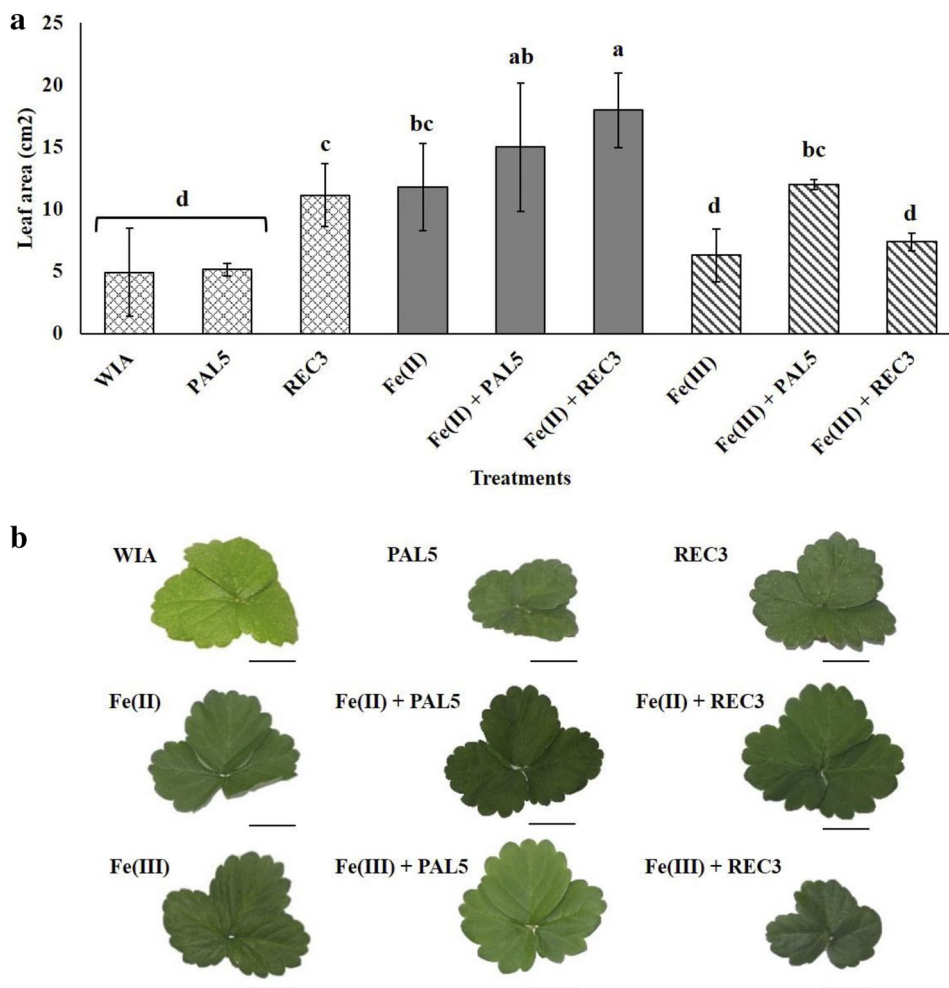 a
25
20
15
10
5
0
Leaf area (cm2)
d
c
bc
ab
a
d
bc
d
WIA
PAL5
REC3
Fe(II)
Fe(II) + PAL5
Fe(II) + REC3
Fe(III)
Fe(III) + PAL5
Fe(III) + REC3
Treatments
b
WIA
PAL5
REC3
Fe(II)
Fe(II) + PAL5
Fe(II) + REC3
Fe(III)
Fe(III) + PAL5
Fe(III) + REC3